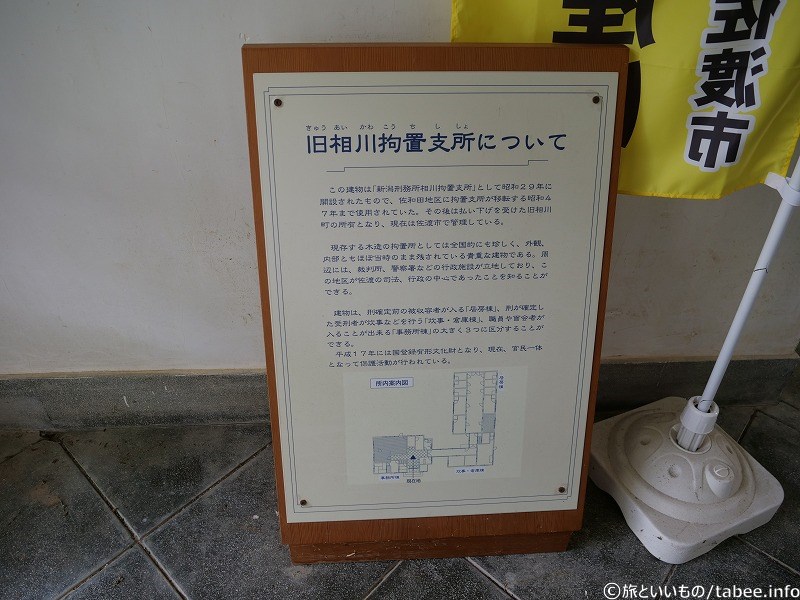 きゅう あい かわ こう ち し しょ
旧相川拘置支所について
この建物は「新潟刑務所相川拘置支所」として昭和29年に
開設されたもので、佐和田地区に拘置支所が移転する昭和4
7年まで使用されていた。その後は払い下げを受けた旧相川
町の所有となり、現在は佐渡市で管理している。
現存する木造の拘置所としては全国的にも珍しく、外観、
内部ともほぼ当時のまま残されている貴重な建物である。周
辺には、裁判所、警察署などの行政施設が立地しており、こ
の地区が佐渡の司法、行政の中心であったことを知ることが
できる。
建物は、刑確定前の被収容者が入る「居房棟」、刑が確定し
た受刑者が炊事などを行う「炊事・倉庫棟」、職員や面会者が
入ることが出来る「事務所棟」の大きく3つに区分することが
できる。
平成17年には国登録有形文化財となり、現在、官民一体
となって保護活動が行われている。
所内案内図
居房棟
事務所棟
現在地
炊事・倉庫棟
佐渡市
©旅といいもの/tabee.info